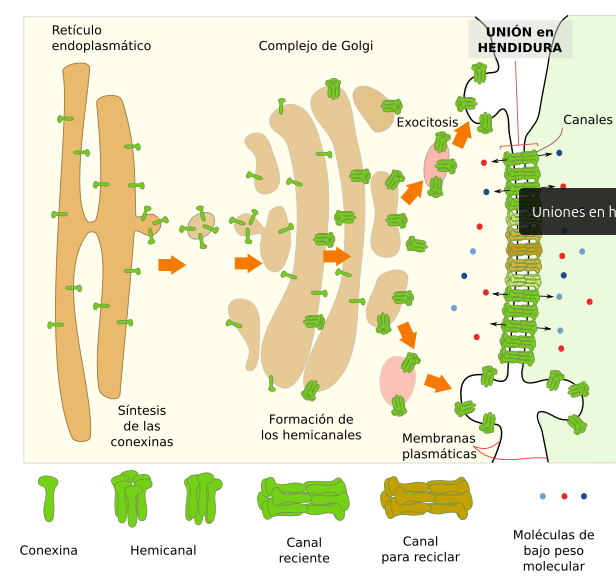 Retículo
endoplasmático
Complejo de Golgi
UNIÓN en
HENDIDURA
Exocitosis
Canales
Uniones en h
Síntesis
de las
conexinas
Formación de
los hemicanales
Membranas
plasmáticas
Conexina
Hemicanal
Canal
reciente
Canal
para reciclar
Moléculas de
bajo peso
molecular